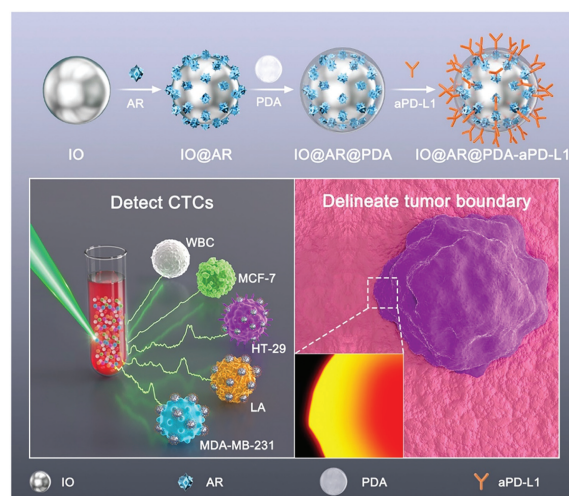 AR
PDA
aPD-L1
IO
IO@AR
IO@AR@PDA
IO@AR@PDA-aPD-L1
Detect CTCs
WBC
MCF-7
HT-29
LA
MDA-MB-231
Delineate tumor boundary
IO
AR
PDA
aPD-L1